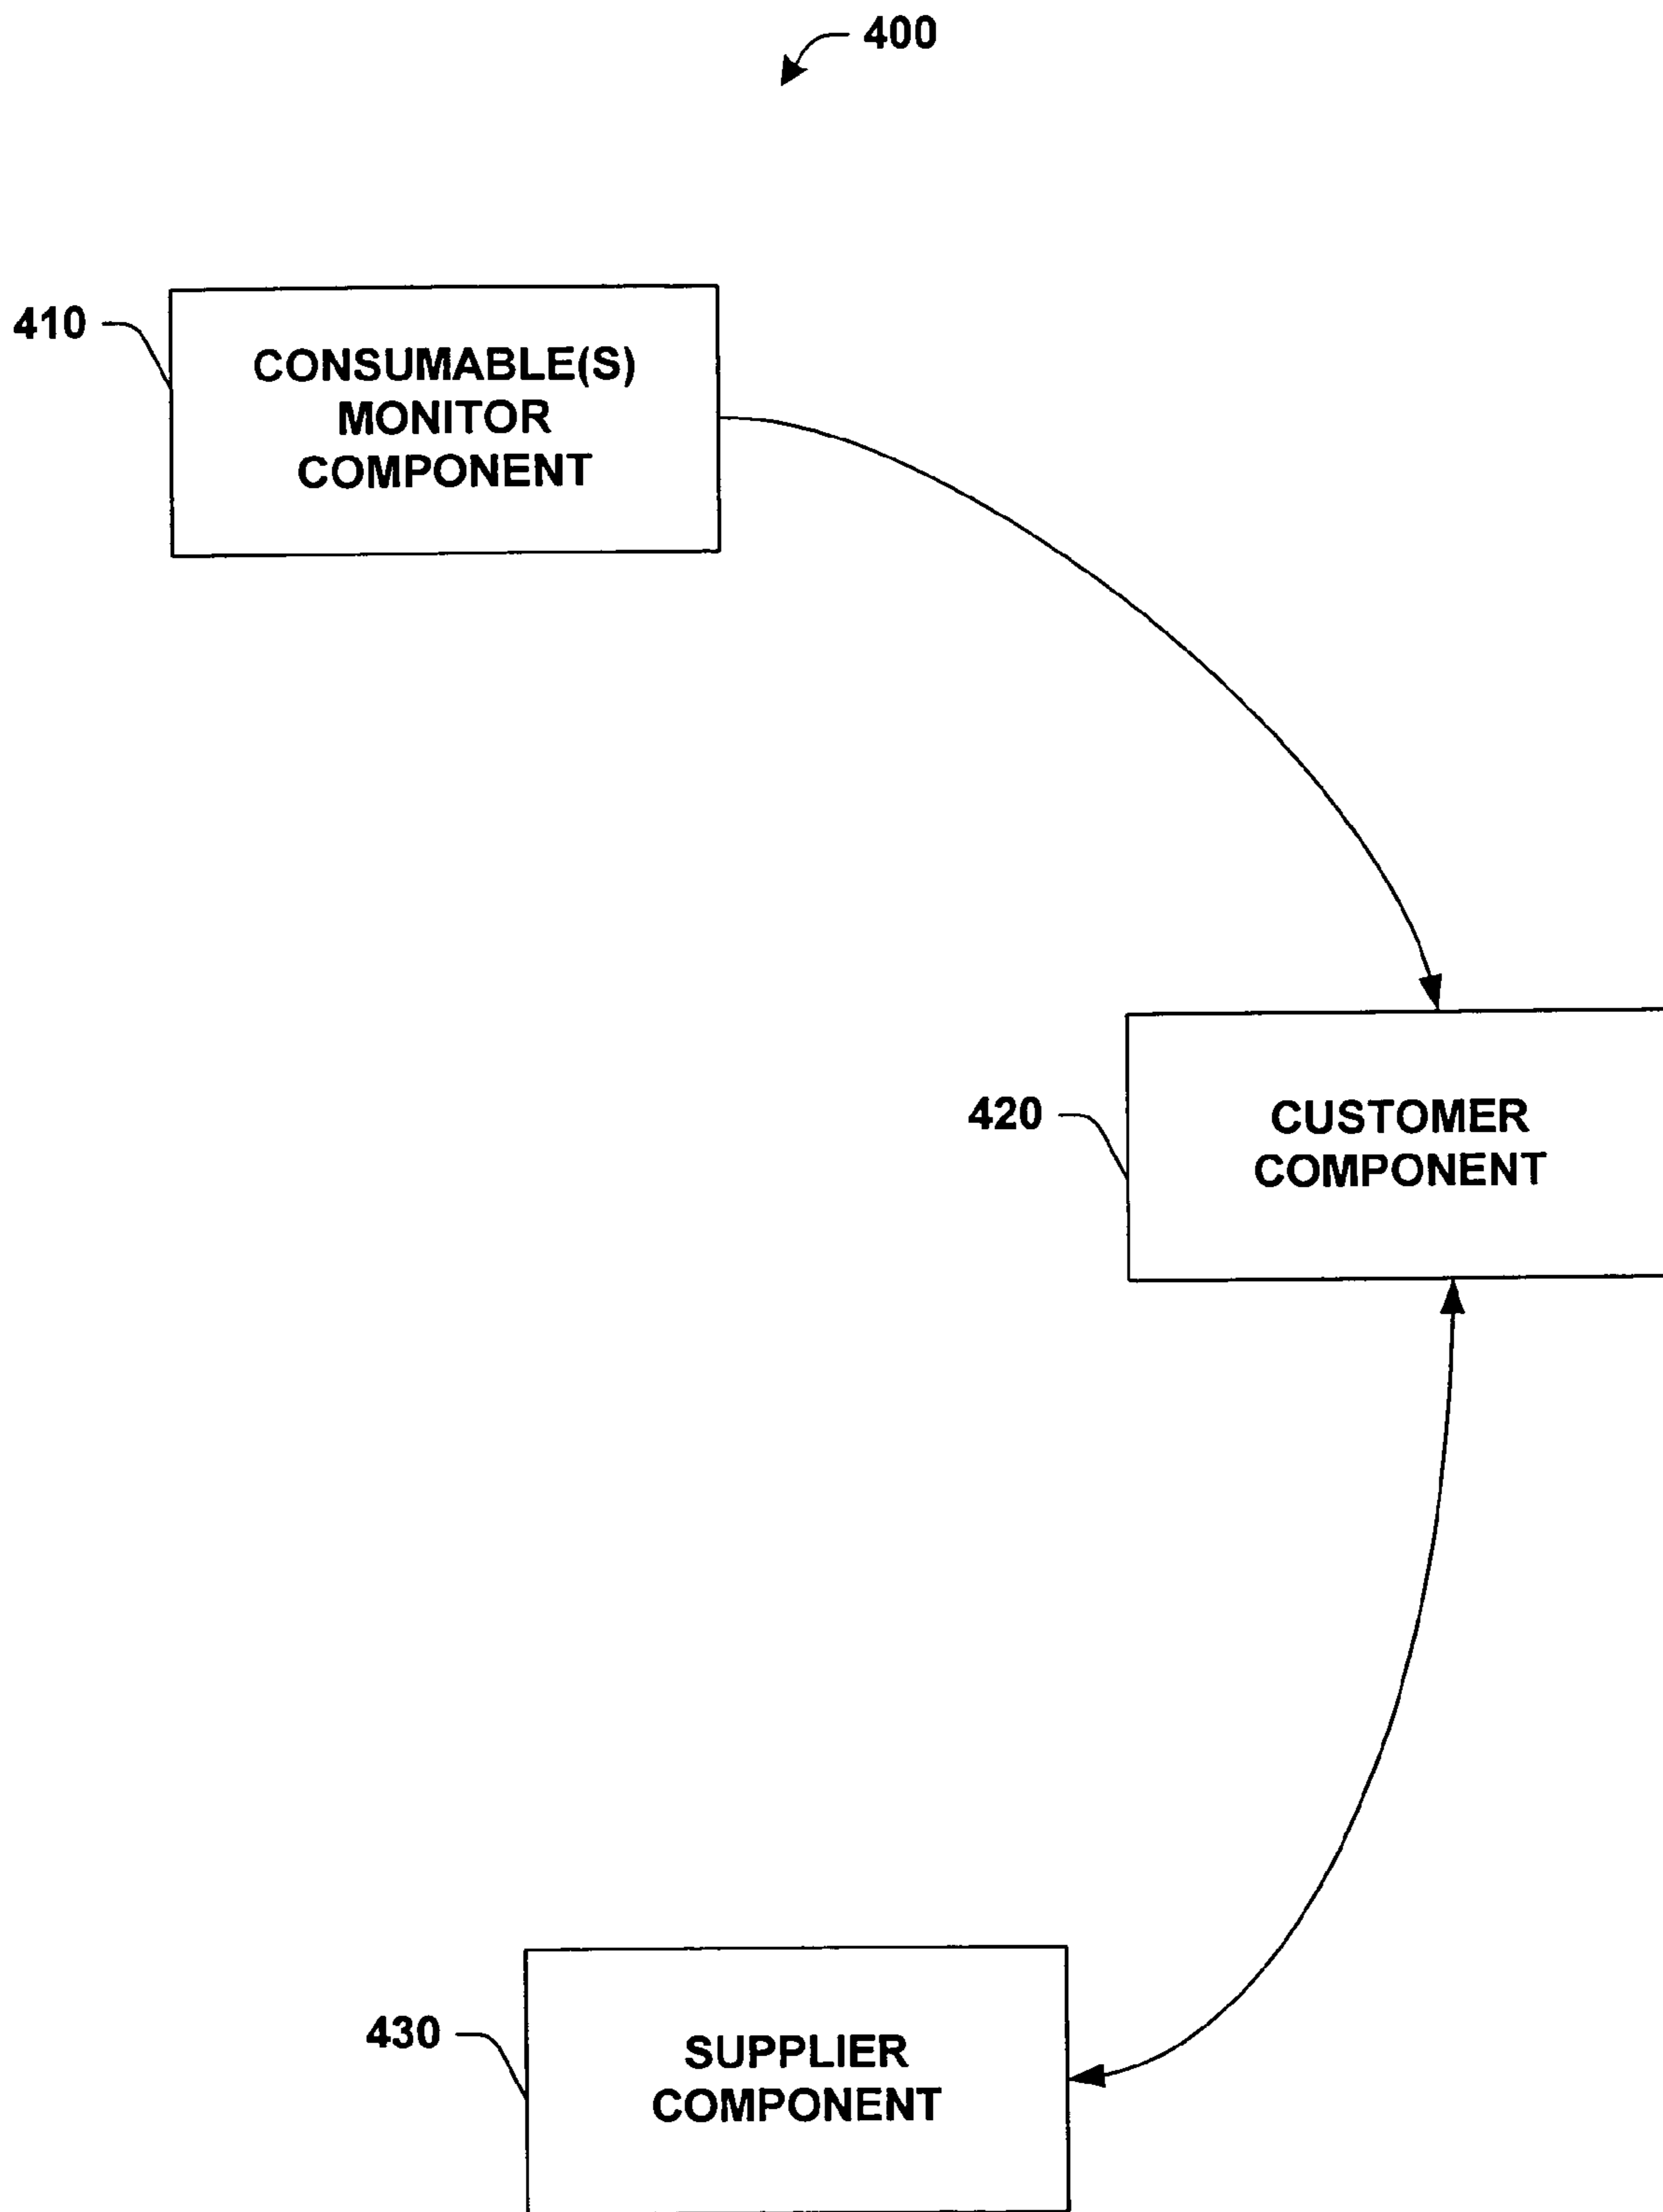 400
410
CONSUMABLE(S)
MONITOR
COMPONENT
420
CUSTOMER
COMPONENT
430
SUPPLIER
COMPONENT